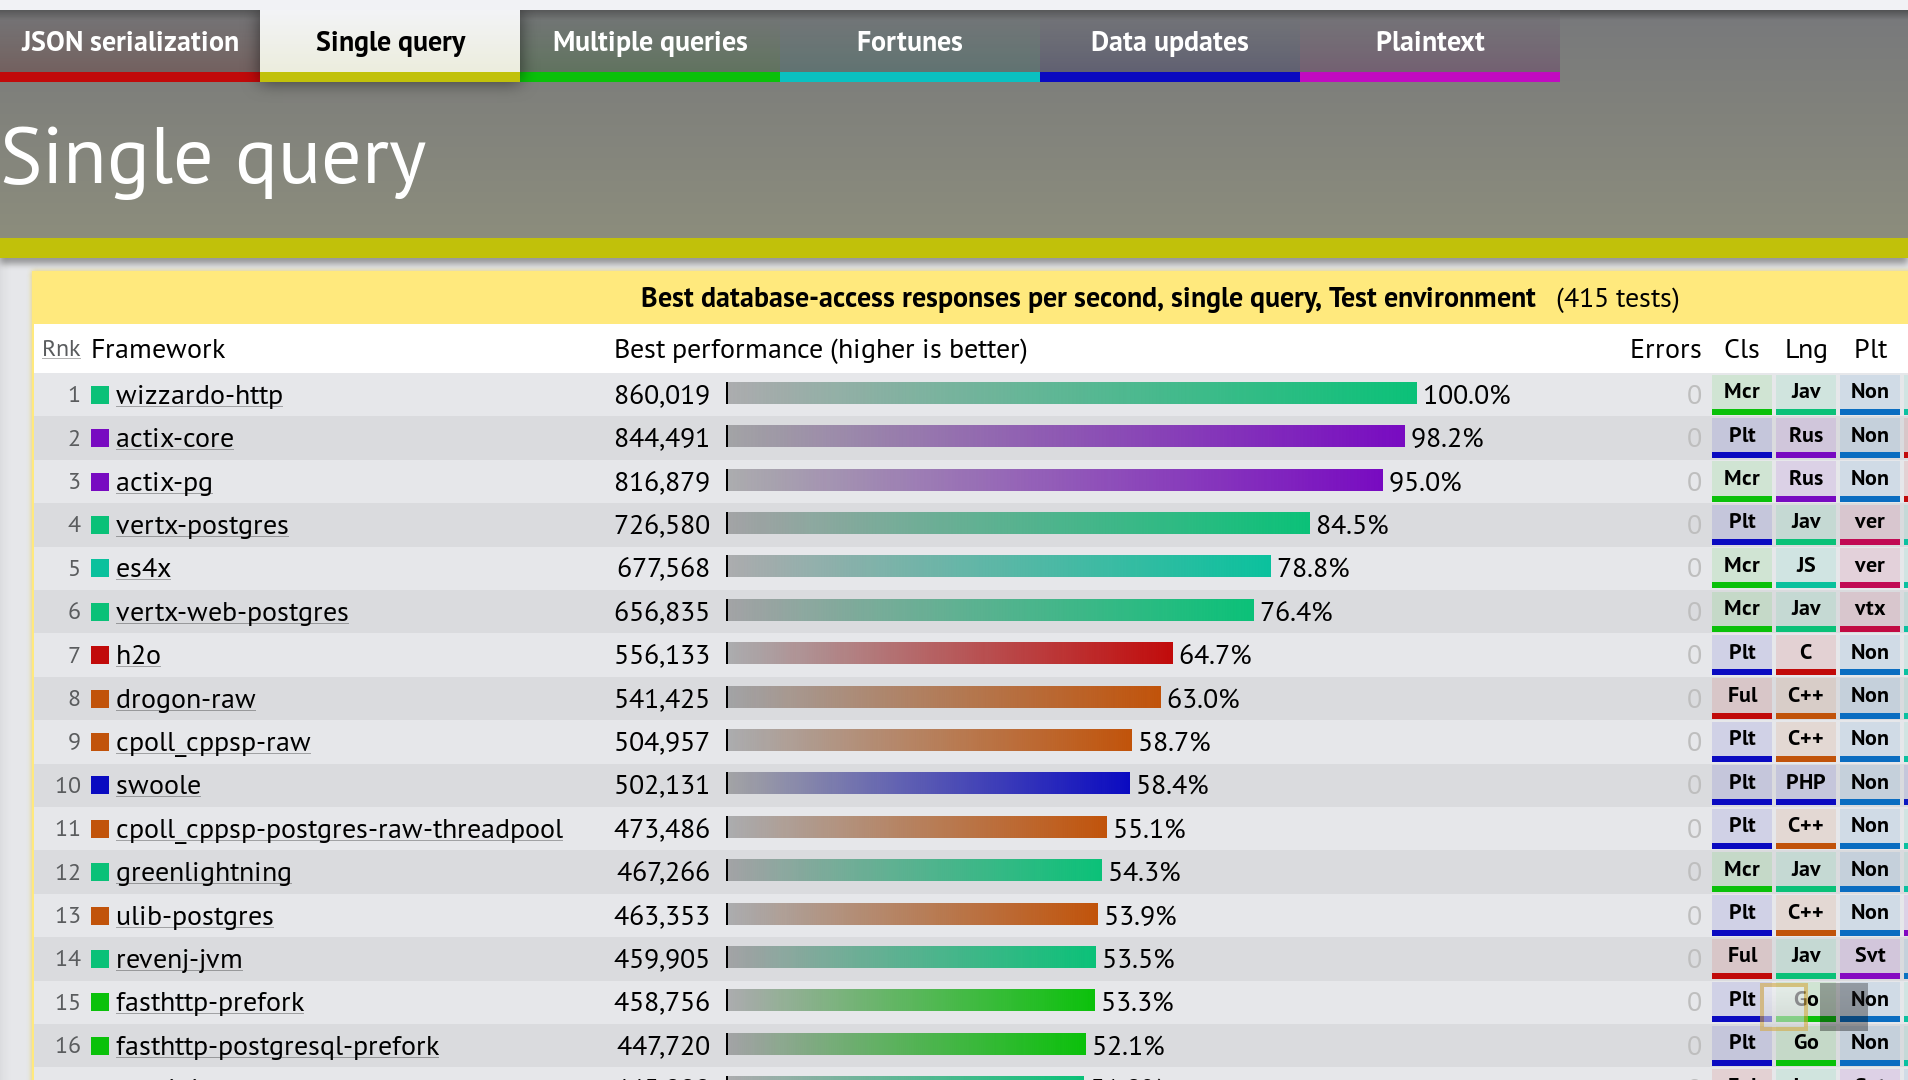 JSON serialization Single query Multiple queries Fortunes Data updates Plaintext
Single query
Best database-access responses per second, single query, Test environment (415 tests)
Rnk Framework Best performance (higher is better) Errors Cls Lng Plt
1 wizzardo-http 860,019 100.0% 0 Mcr Jav Non
2 actix-core 844,491 98.2% 0 Plt Rus Non
3 actix-pg 816,879 95.0% 0 Mcr Rus Non
4 vertx-postgres 726,580 84.5% 0 Plt Jav ver
5 es4x 677,568 78.8% 0 Mcr JS ver
6 vertx-web-postgres 656,835 76.4% 0 Mcr Jav vtx
7 h2o 556,133 64.7% 0 Plt C Non
8 drogon-raw 541,425 63.0% 0 Ful C++ Non
9 cpoll_cppsp-raw 504,957 58.7% 0 Plt C++ Non
10 swoole 502,131 58.4% 0 Plt PHP Non
11 cpoll_cppsp-postgres-raw-threadpool 473,486 55.1% 0 Plt C++ Non
12 greenlightning 467,266 54.3% 0 Mcr Jav Non
13 ulib-postgres 463,353 53.9% 0 Plt C++ Non
14 revenj-jvm 459,905 53.5% 0 Ful Jav Svt
15 fasthttp-prefork 458,756 53.3% 0 Plt Go Non
16 fasthttp-postgresql-prefork 447,720 52.1% 0 Plt Go Non